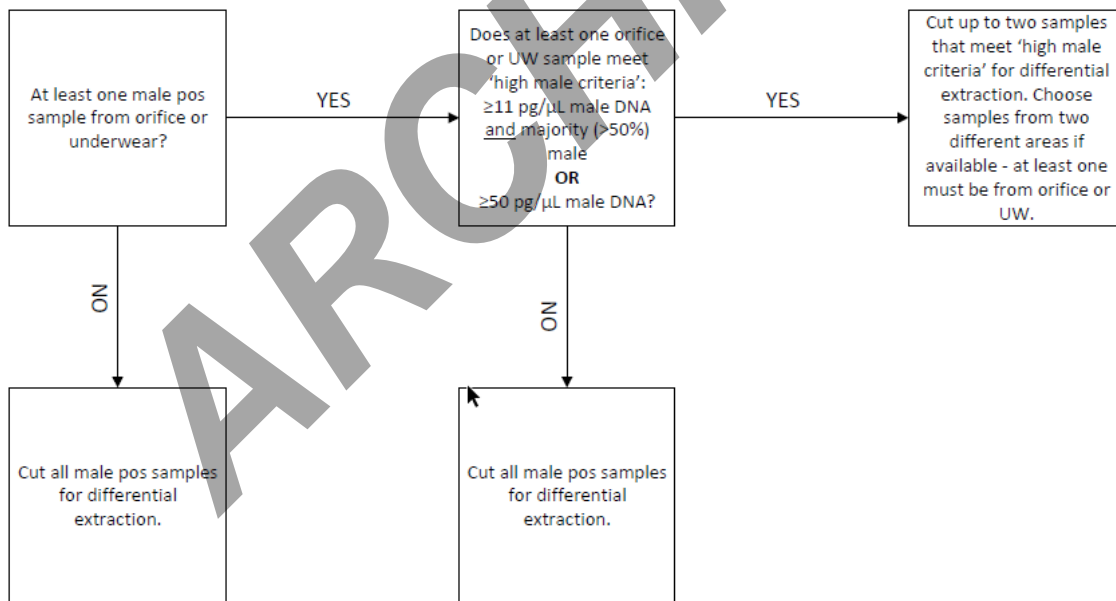 At least one male pos
sample from orifice or
underwear?
YES
Does at least one orifice
or UW sample meet
'high male criteria':
≥11 pg/µL male DNA
and majority (>50%)
male
OR
≥50 pg/µL male DNA?
YES
Cut up to two samples
that meet 'high male
criteria' for differential
extraction. Choose
samples from two
different areas if
available - at least one
must be from orifice or
UW.
NO
NO
Cut all male pos samples
for differential
extraction.
Cut all male pos samples
for differential
extraction.